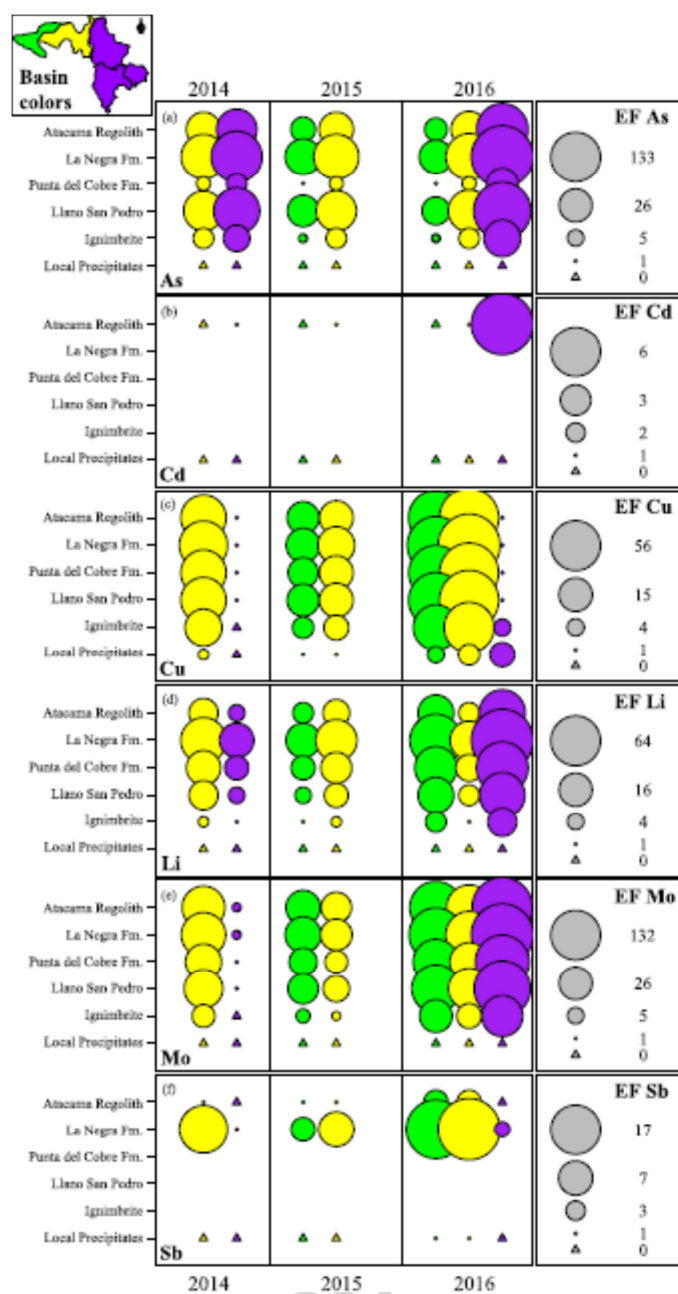 Basin
colors
2014 2015 2016
(a) EF As
Atacama Regolith
La Negra Fm. 133
Punta del Cobre Fm.
Llano San Pedro 26
Ignimbrite 5
1
Local Precipitates 0
As
(b) EF Cd
Atacama Regolith
La Negra Fm. 6
Punta del Cobre Fm.
Llano San Pedro 3
Ignimbrite 2
Local Precipitates 1
0
Cd
(c) EF Cu
Atacama Regolith
La Negra Fm. 56
Punta del Cobre Fm.
Llano San Pedro 15
Ignimbrite 4
Local Precipitates 1
0
Cu
(d) EF Li
Atacama Regolith
La Negra Fm. 64
Punta del Cobre Fm.
Llano San Pedro 16
Ignimbrite 4
Local Precipitates 1
0
Li
(e) EF Mo
Atacama Regolith
La Negra Fm. 132
Punta del Cobre Fm.
Llano San Pedro 26
Ignimbrite 5
Local Precipitates 1
0
Mo
(f) EF Sb
Atacama Regolith
La Negra Fm. 17
Punta del Cobre Fm.
Llano San Pedro 7
Ignimbrite 3
Local Precipitates 1
0
Sb
2014 2015 2016